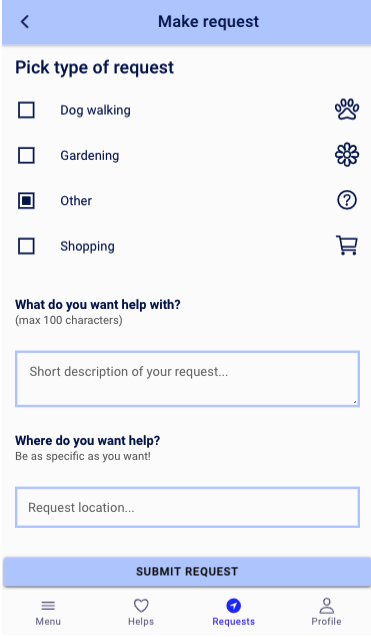 Make request
Pick type of request
Dog walking
Gardening
Other
Shopping
What do you want help with?
(max 100 characters)
Short description of your request...
Where do you want help?
Be as specific as you want!
Request location...
SUBMIT REQUEST
Menu Helps Requests Profile